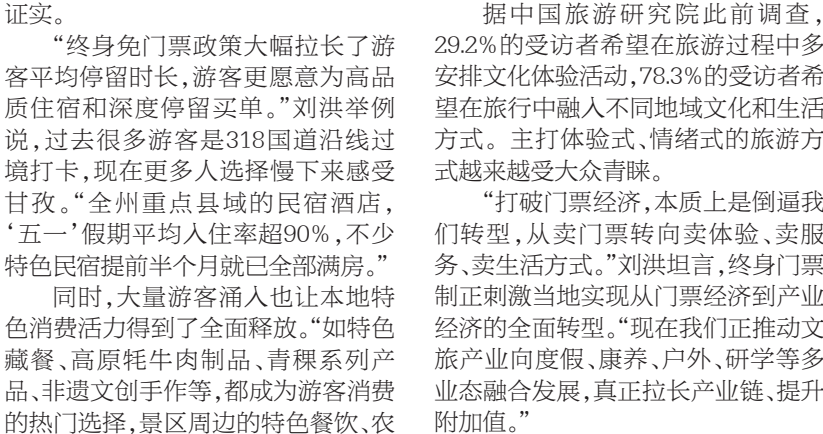 证实。
“终身免门票政策大幅拉长了游
客平均停留时长,游客更愿意为高品
质住宿和深度停留买单。”刘洪举例
说,过去很多游客是318国道沿线过
境打卡,现在更多人选择慢下来感受
甘孜。“全州重点县域的民宿酒店,
‘五一’假期平均入住率超90%,不少
特色民宿提前半个月就已全部满房。”
同时,大量游客涌入也让本地特
色消费活力得到了全面释放。“如特色
藏餐、高原牦牛肉制品、青稞系列产
品、非遗文创手作等,都成为游客消费
的热门选择,景区周边的特色餐饮、农
据中国旅游研究院此前调查,
29.2%的受访者希望在旅游过程中多
安排文化体验活动,78.3%的受访者希
望在旅行中融入不同地域文化和生活
方式。主打体验式、情绪式的旅游方
式越来越受大众青睐。
“打破门票经济,本质上是倒逼我
们转型,从卖门票转向卖体验、卖服
务、卖生活方式。”刘洪坦言,终身门票
制正刺激当地实现从门票经济到产业
经济的全面转型。“现在我们正推动文
旅产业向度假、康养、户外、研学等多
业态融合发展,真正拉长产业链、提升
附加值。”